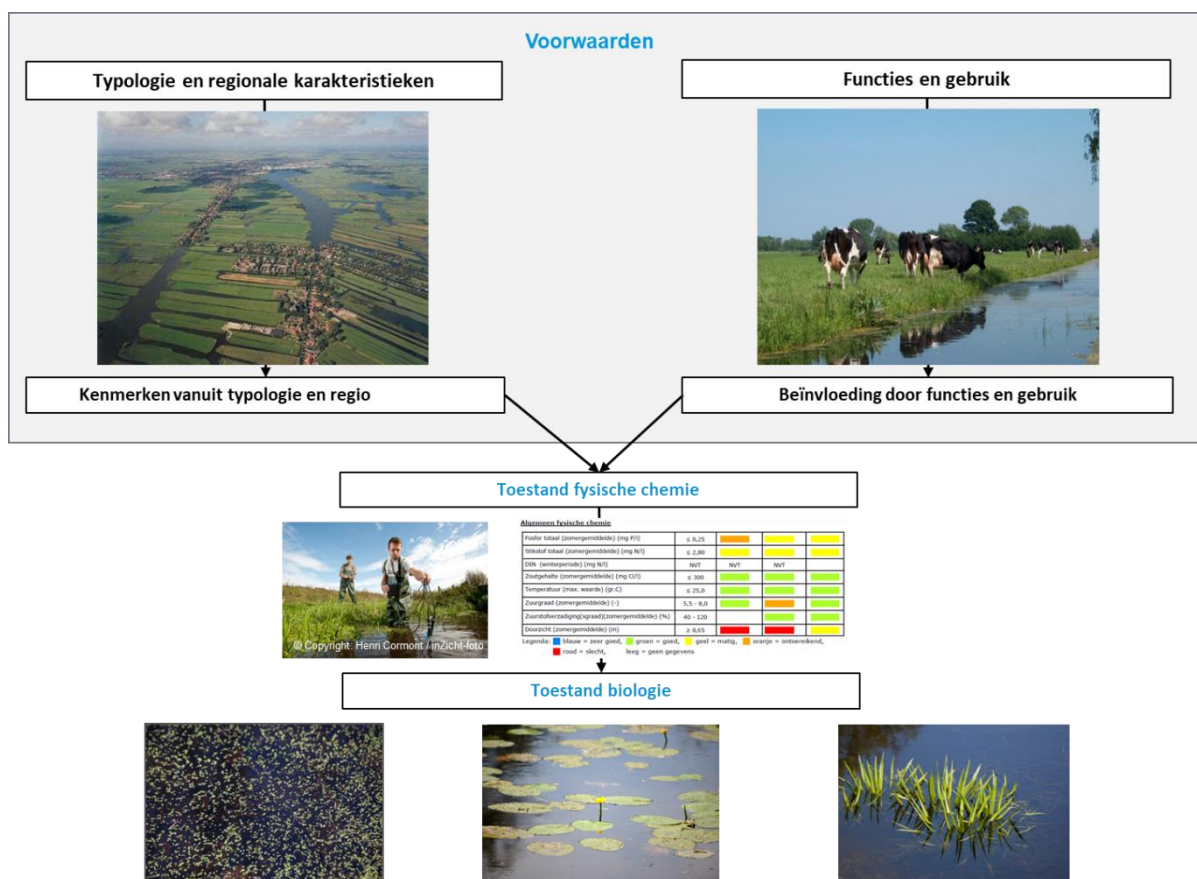 Voorwaarden
Typologie en regionale karakteristieken
Functies en gebruik
Kenmerken vanuit typologie en regio
Beïnvloeding door functies en gebruik
Toestand fysische chemie
© Copyright: Henri Cormont / inZicht-foto
Algemeen fysische chemie
Fosfor totaal (zomergemiddelde) (mg P/l) ≤ 0,25
Stikstof totaal (zomergemiddelde) (mg N/l) ≤ 2,80
DIN (winterperiode) (mg N/l) NVT NVT NVT
Zoutgehalte (zomergemiddelde) (mg Cl/l) ≤ 300
Temperatuur (max. waarde) (gr.C) ≤ 25,0
Zuurgraad (zomergemiddelde) (-) 5,5 - 8,0
Zuurstofverzadiging(sgraad)(zomergemiddelde) (%) 40 - 120
Doorzicht (zomergemiddelde) (m) ≥ 0,65
Legenda: blauw = zeer goed, groen = goed, geel = matig, oranje = ontoereikend,
rood = slecht, leeg = geen gegevens
Toestand biologie